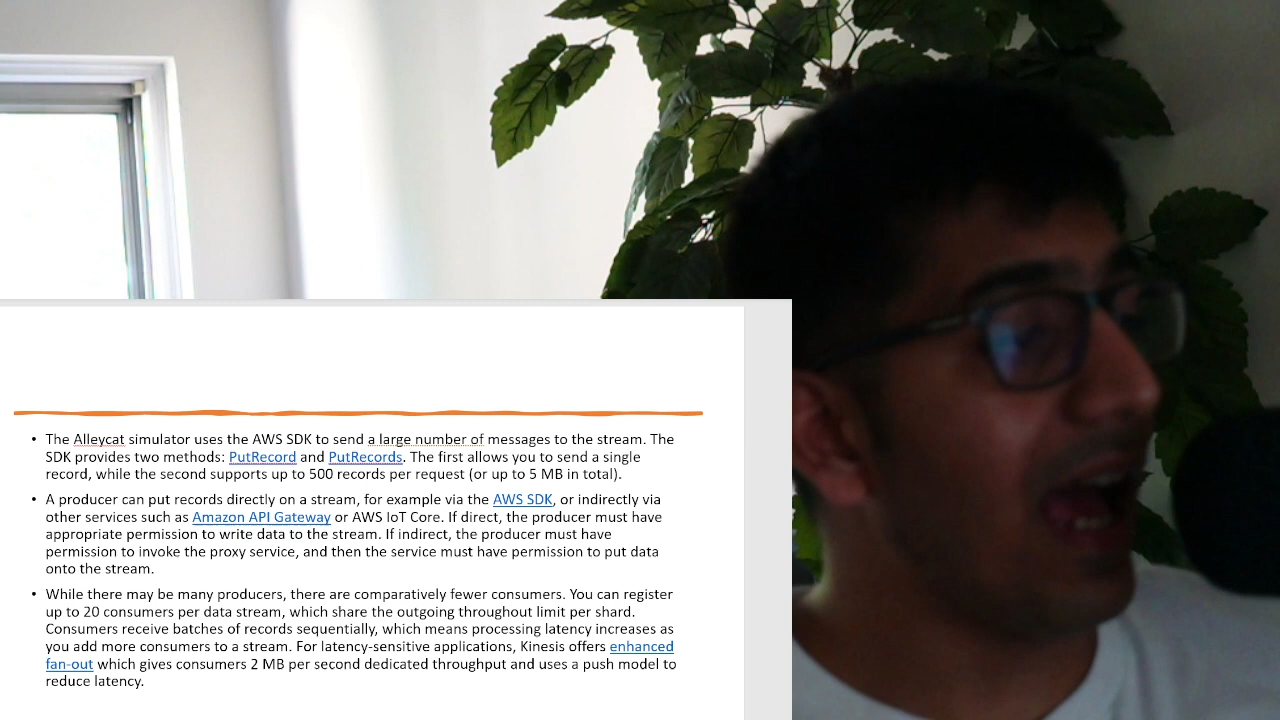 The Alleycat simulator uses the AWS SDK to send a large number of messages to the stream. The
SDK provides two methods: PutRecord and PutRecords. The first allows you to send a single
record, while the second supports up to 500 records per request (or up to 5 MB in total).
A producer can put records directly on a stream, for example via the AWS SDK, or indirectly via
other services such as Amazon API Gateway or AWS IoT Core. If direct, the producer must have
appropriate permission to write data to the stream. If indirect, the producer must have
permission to invoke the proxy service, and then the service must have permission to put data
onto the stream.
While there may be many producers, there are comparatively fewer consumers. You can register
up to 20 consumers per data stream, which share the outgoing throughout limit per shard.
Consumers receive batches of records sequentially, which means processing latency increases as
you add more consumers to a stream. For latency-sensitive applications, Kinesis offers enhanced
fan-out which gives consumers 2 MB per second dedicated throughput and uses a push model to
reduce latency.